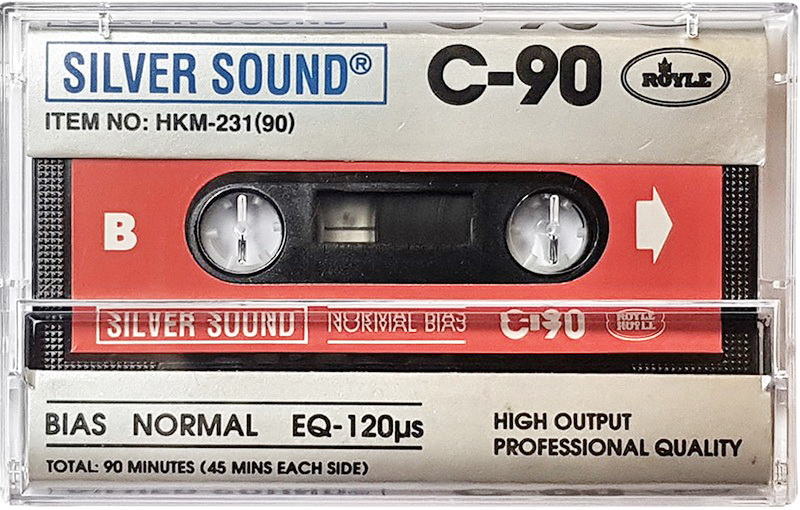 SILVER SOUND® C-90 ROYLE
ITEM NO: HKM-231(90)
B
SILVER SOUND NORMAL BIAS C-90 ROYLE
BIAS NORMAL EQ-120µs
TOTAL: 90 MINUTES (45 MINS EACH SIDE)
HIGH OUTPUT
PROFESSIONAL QUALITY